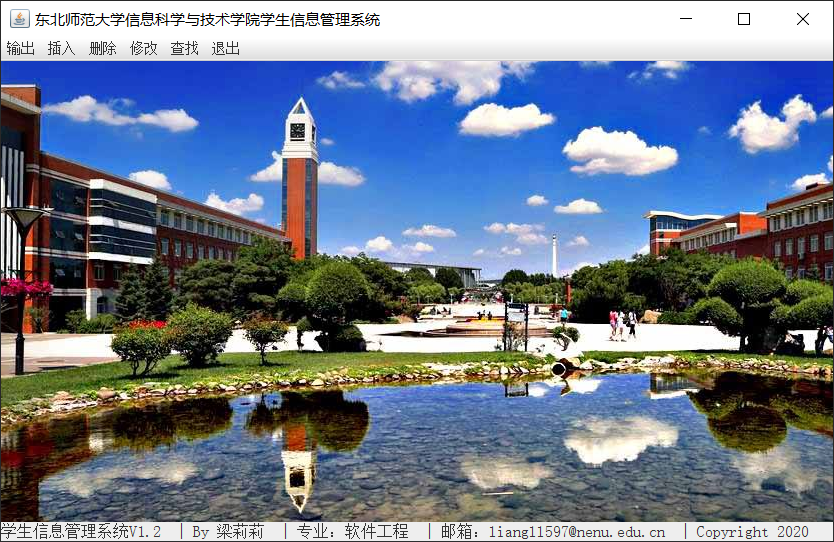 东北师范大学信息科学与技术学院学生信息管理系统
输出 插入 删除 修改 查找 退出
学生信息管理系统V1.2 | By 梁莉莉 | 专业：软件工程 | 邮箱：liangll597@nenu.edu.cn | Copyright 2020